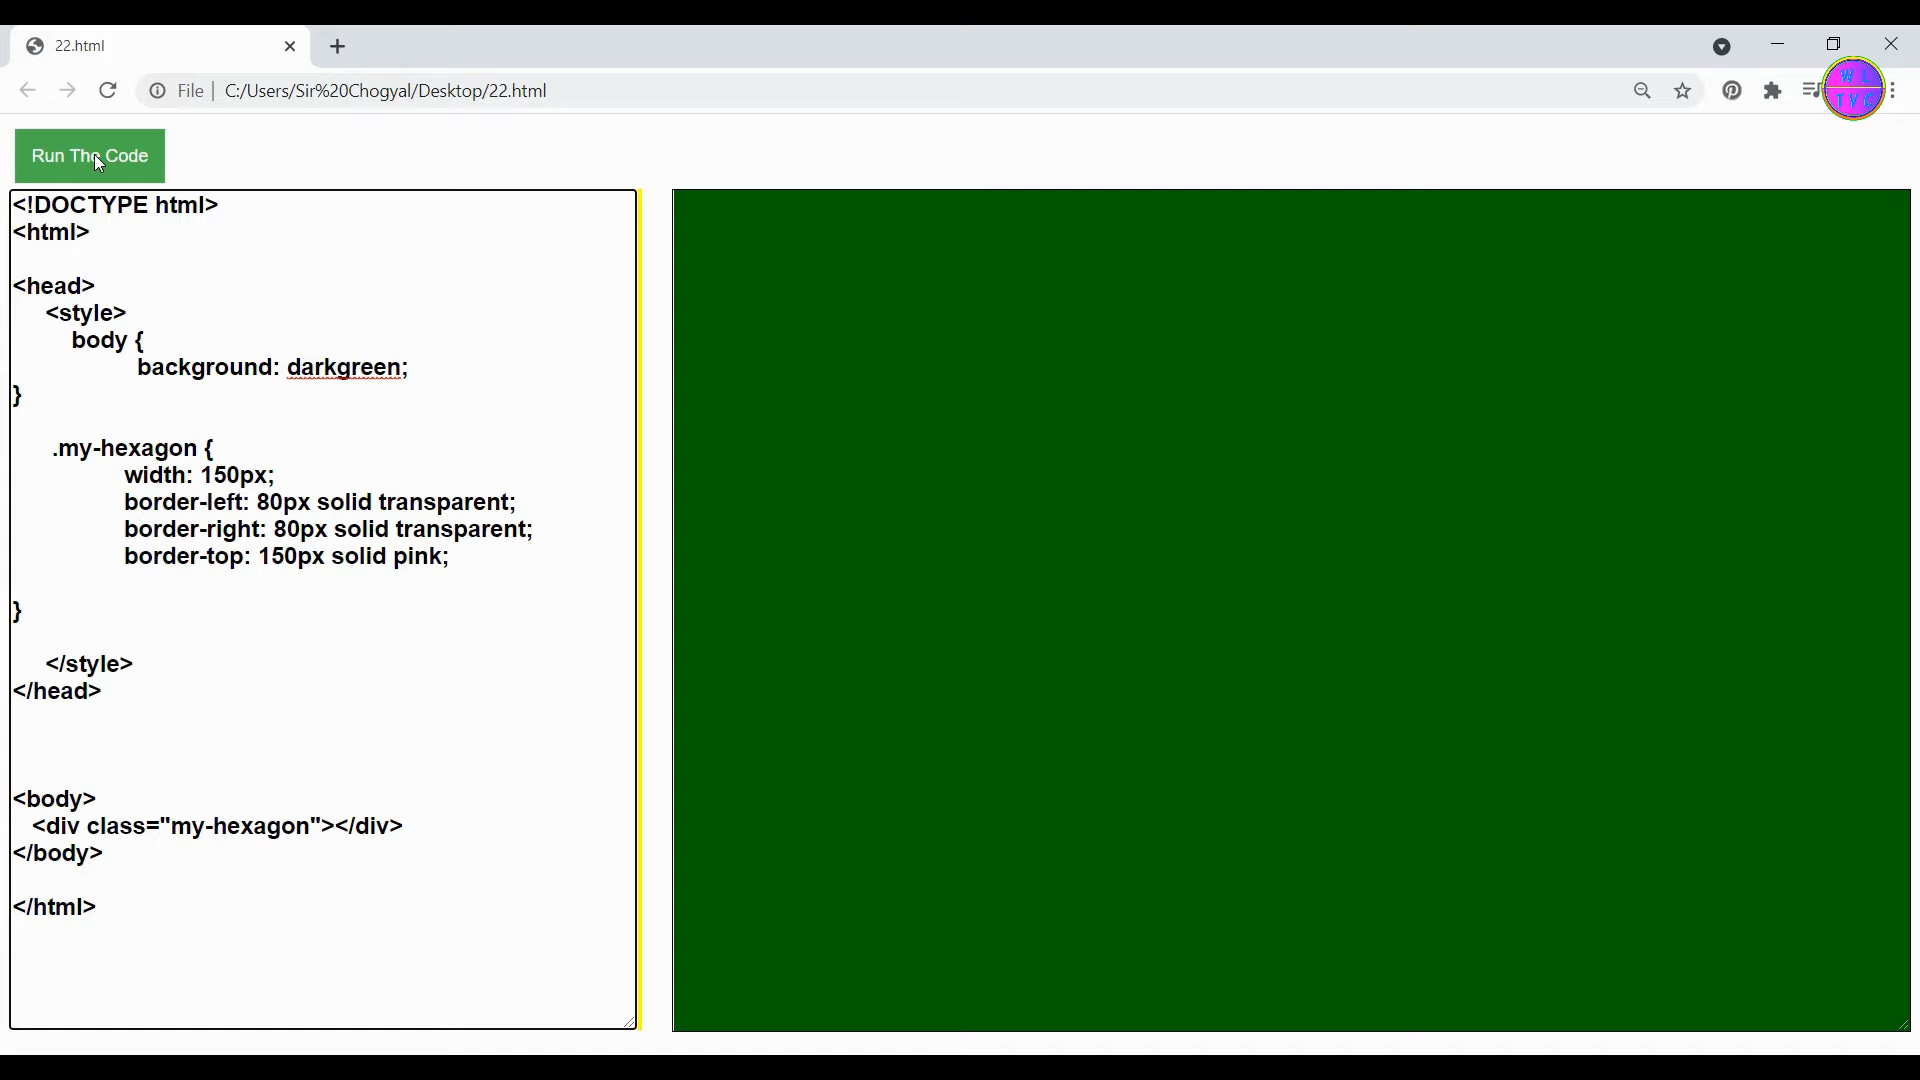 22.html
File
C:/Users/Sir%20Chogyal/Desktop/22.html
W L
T V C
Run The Code
<!DOCTYPE html>
<html>
<head>
<style>
body {
background: darkgreen;
}
.my-hexagon {
width: 150px;
border-left: 80px solid transparent;
border-right: 80px solid transparent;
border-top: 150px solid pink;
}
</style>
</head>
<body>
<div class="my-hexagon"></div>
</body>
</html>